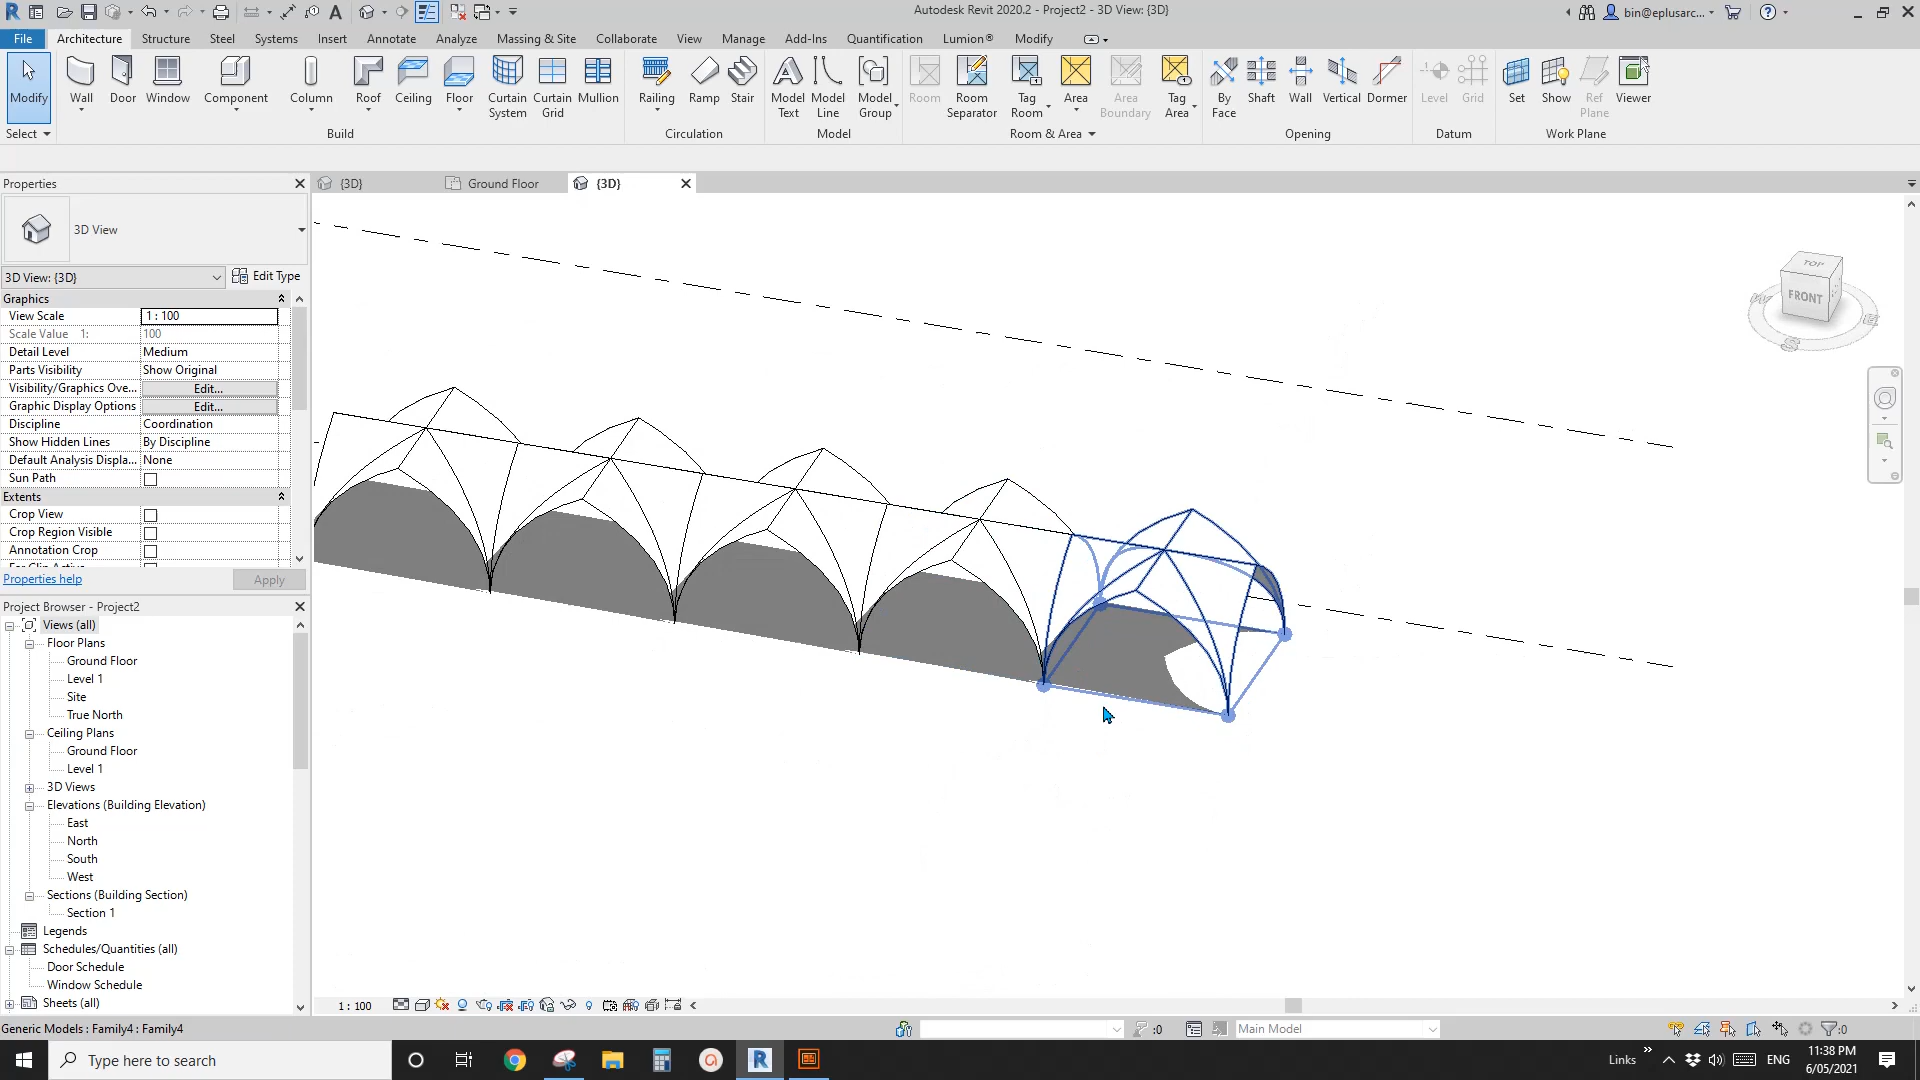 Autodesk Revit 2020.2 - Project2 - 3D View: {3D}
bin@eplusarc...
File
Architecture
Structure
Steel
Systems
Insert
Annotate
Analyze
Massing & Site
Collaborate
View
Manage
Add-Ins
Quantification
Lumion®
Modify
Modify
Wall
Door
Window
Component
Column
Roof
Ceiling
Floor
Curtain System
Curtain Grid
Mullion
Railing
Ramp
Stair
Model Text
Model Line
Model Group
Room
Room Separator
Tag Room
Area
Area Boundary
Tag Area
By Face
Shaft
Wall
Vertical
Dormer
Level
Grid
Set
Show
Ref Plane
Viewer
Select
Build
Circulation
Model
Room & Area
Opening
Datum
Work Plane
Properties
{3D}
Ground Floor
{3D}
3D View
3D View: {3D}
Edit Type
Graphics
View Scale
1 : 100
Scale Value 1:
100
Detail Level
Medium
Parts Visibility
Show Original
Visibility/Graphics Ove...
Edit...
Graphic Display Options
Edit...
Discipline
Coordination
Show Hidden Lines
By Discipline
Default Analysis Displa...
None
Sun Path
Extents
Crop View
Crop Region Visible
Annotation Crop
Properties help
Apply
TOP
FRONT
Project Browser - Project2
Views (all)
Floor Plans
Ground Floor
Level 1
Site
True North
Ceiling Plans
Ground Floor
Level 1
3D Views
Elevations (Building Elevation)
East
North
South
West
Sections (Building Section)
Section 1
Legends
Schedules/Quantities (all)
Door Schedule
Window Schedule
Sheets (all)
1 : 100
Generic Models : Family4 : Family4
:0
Main Model
:0
Type here to search
Links
ENG
11:38 PM
6/05/2021